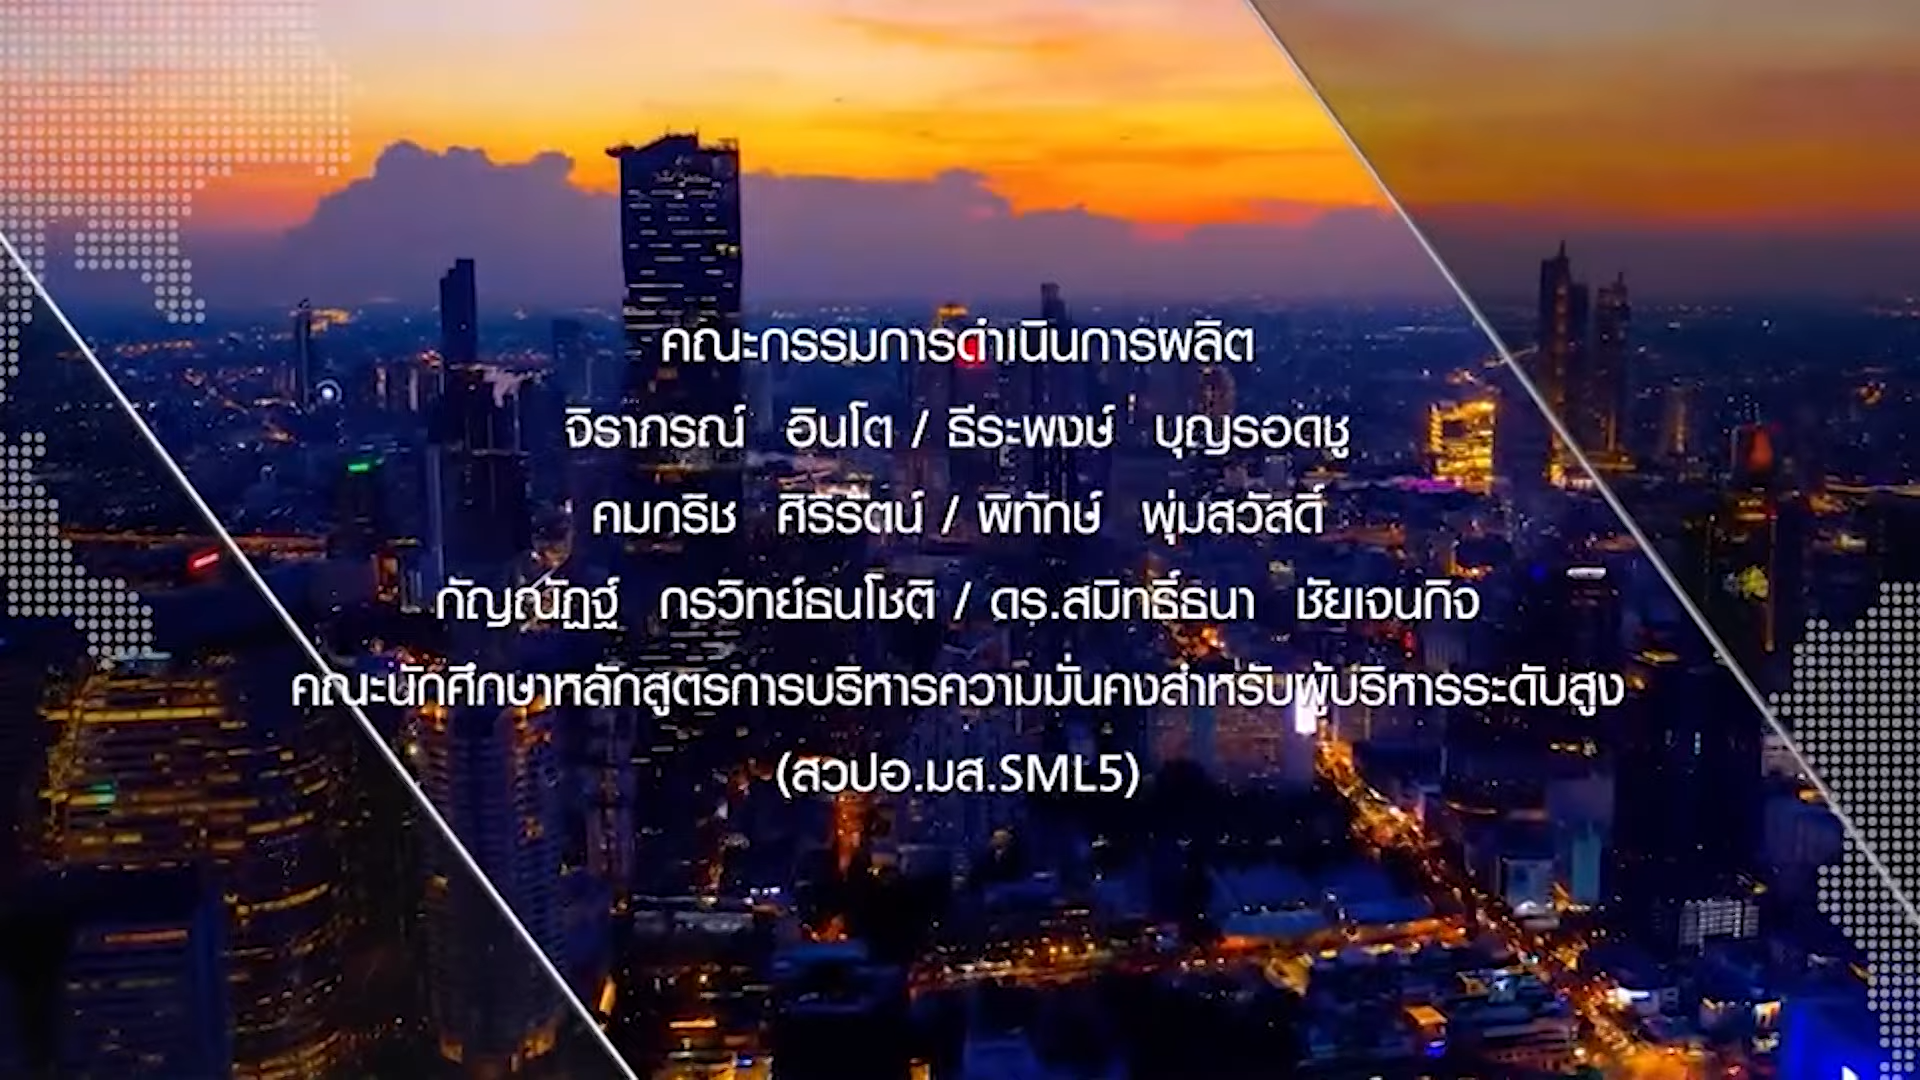 คณะกรรมการดำเนินการผลิต
จิราภรณ์ อินโต / ธีระพงษ์ บุญรอดชู
คมกริช ศิริรัตน์ / พิทักษ์ พุ่มสวัสดิ์
กัญณัฏฐ์ กรวิทย์ธนโชติ / ดร.สมิทธิ์ธนา ชัยเจนกิจ
คณะนักศึกษาหลักสูตรการบริหารความมั่นคงสำหรับผู้บริหารระดับสูง
(สวปอ.มส.SML5)